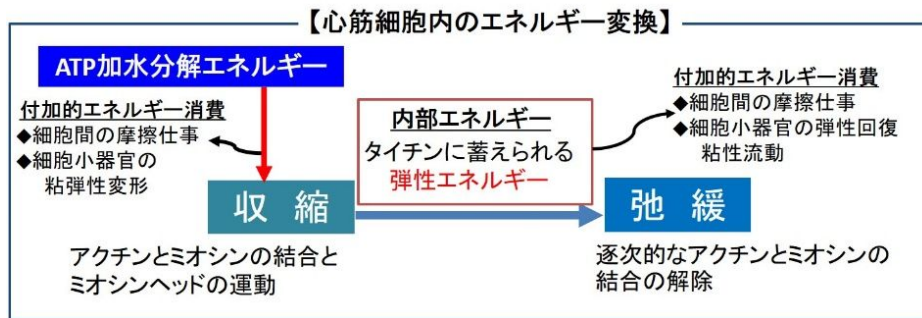 【心筋細胞内のエネルギー変換】
ATP加水分解エネルギー
付加的エネルギー消費
◆細胞間の摩擦仕事
◆細胞小器官の
粘弾性変形
内部エネルギー
タイチンに蓄えられる
弾性エネルギー
付加的エネルギー消費
◆細胞間の摩擦仕事
◆細胞小器官の弾性回復
粘性流動
収 縮
弛 緩
アクチンとミオシンの結合と
ミオシンヘッドの運動
逐次的なアクチンとミオシンの
結合の解除